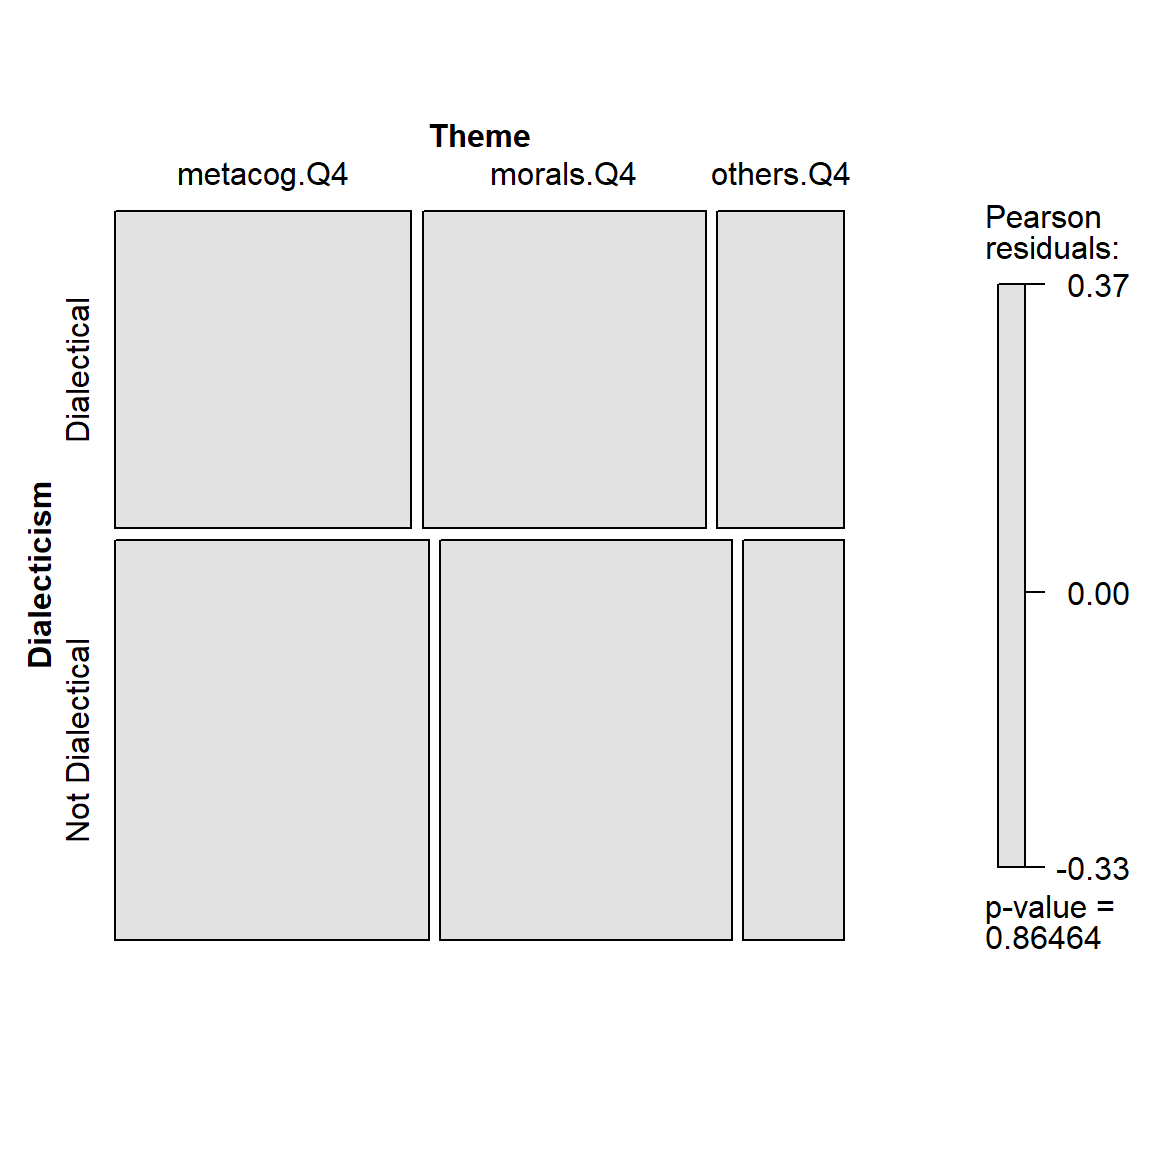 Theme
metacog.Q4 morals.Q4 others.Q4
Dialecticism
Dialectical
Not Dialectical
Pearson
residuals:
0.37
0.00
-0.33
p-value =
0.86464